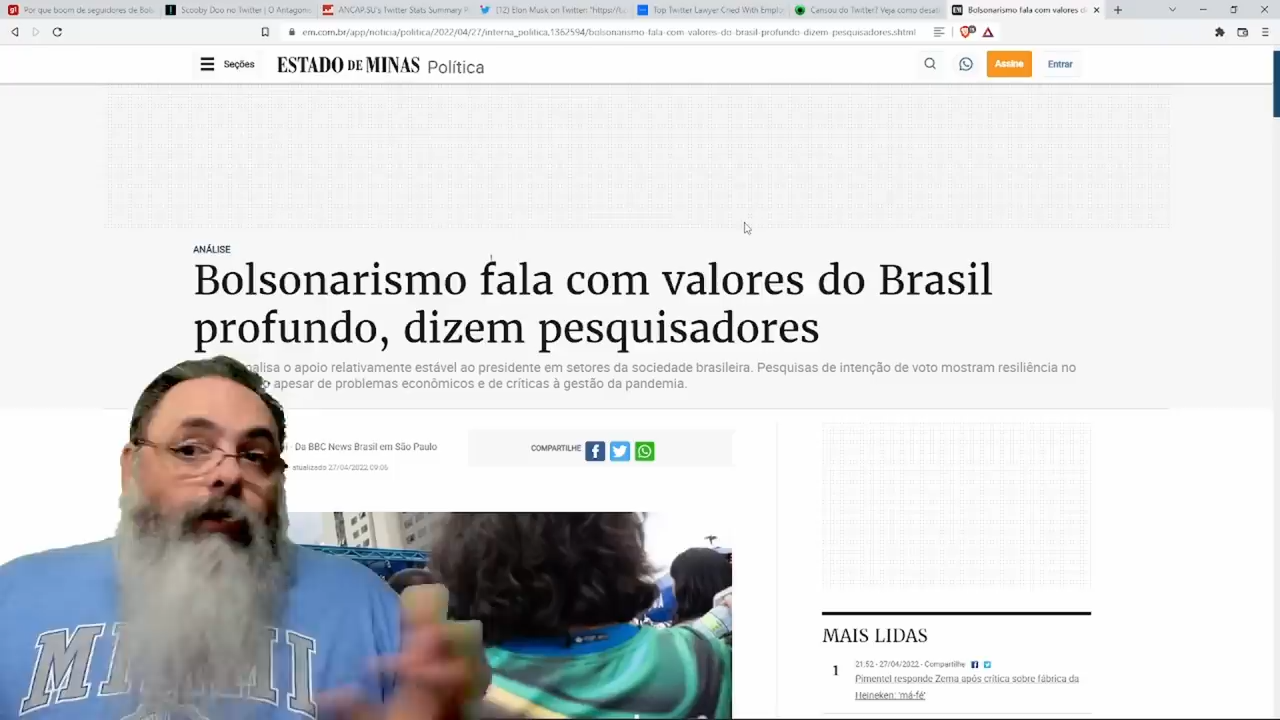 Por que boom de seguidores de Bols
Scooby Doo no Twitter | O Antagonis
ANCAP.SU's Twitter Stats Summary P
(12) Elon Musk on Twitter: "https://t.
Top Twitter Lawyer Cred With Employ
Cansou do Twitter? Veja como desati
Bolsonarismo fala com valores do
em.com.br/app/noticia/politica/2022/04/27/interna_politica,1362594/bolsonarismo-fala-com-valores-do-brasil-profundo-dizem-pesquisadores.shtml
Seções ESTADO DE MINAS Política
Assine Entrar
ANÁLISE
Bolsonarismo fala com valores do Brasil
profundo, dizem pesquisadores
nalisa o apoio relativamente estável ao presidente em setores da sociedade brasileira. Pesquisas de intenção de voto mostram resiliência no
apesar de problemas econômicos e de críticas à gestão da pandemia.
- Da BBC News Brasil em São Paulo
atualizado 27/04/2022 09:06
COMPARTILHE
MAIS LIDAS
1
21:52 - 27/04/2022 - Compartilhe
Pimentel responde Zema após crítica sobre fábrica da
Heineken: 'má-fé'